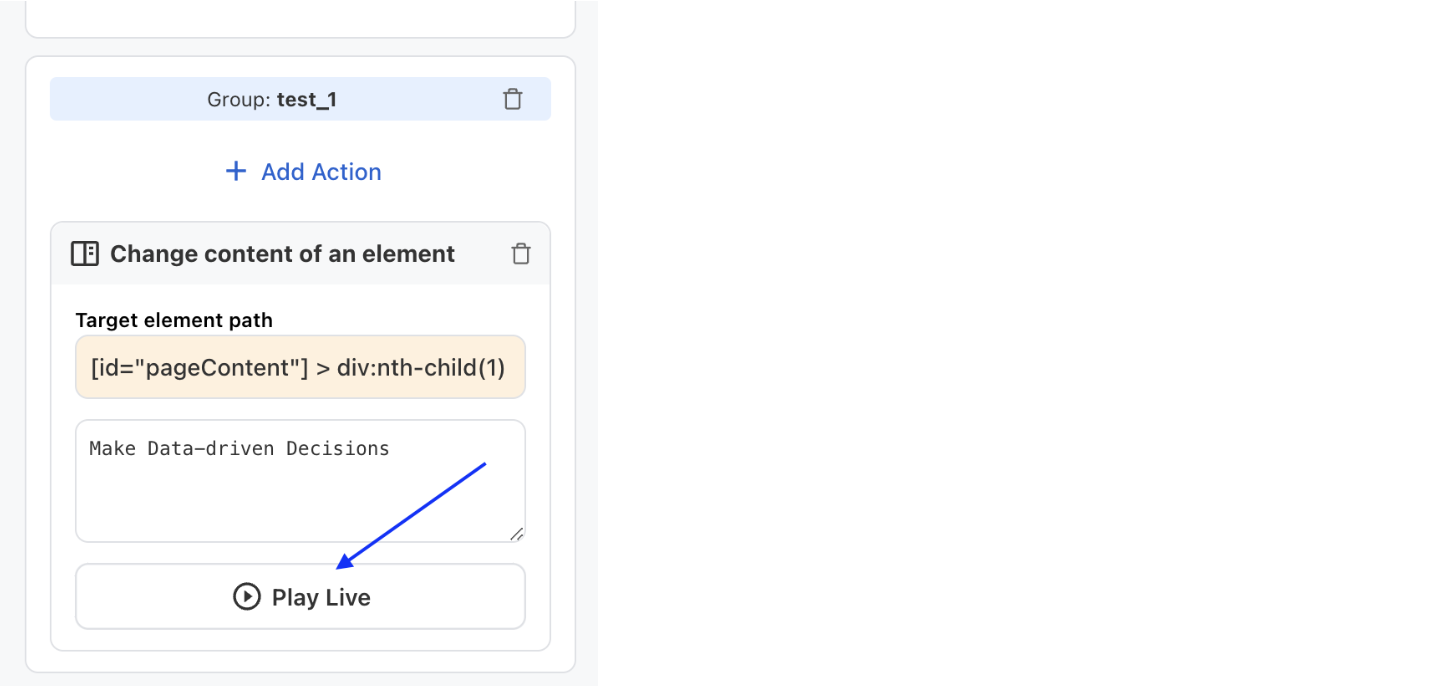 Group: test_1
+ Add Action
Change content of an element
Target element path
[id="pageContent"] > div:nth-child(1)
Make Data-driven Decisions
Play Live